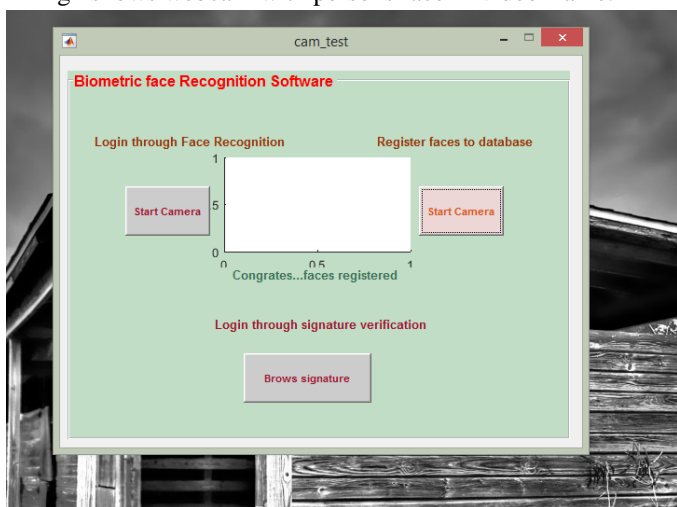 cam_test
Biometric face Recognition Software
Login through Face Recognition
Register faces to database
1
Start Camera
5
Start Camera
0
0
0.5
1
Congrates...faces registered
Login through signature verification
Brows signature